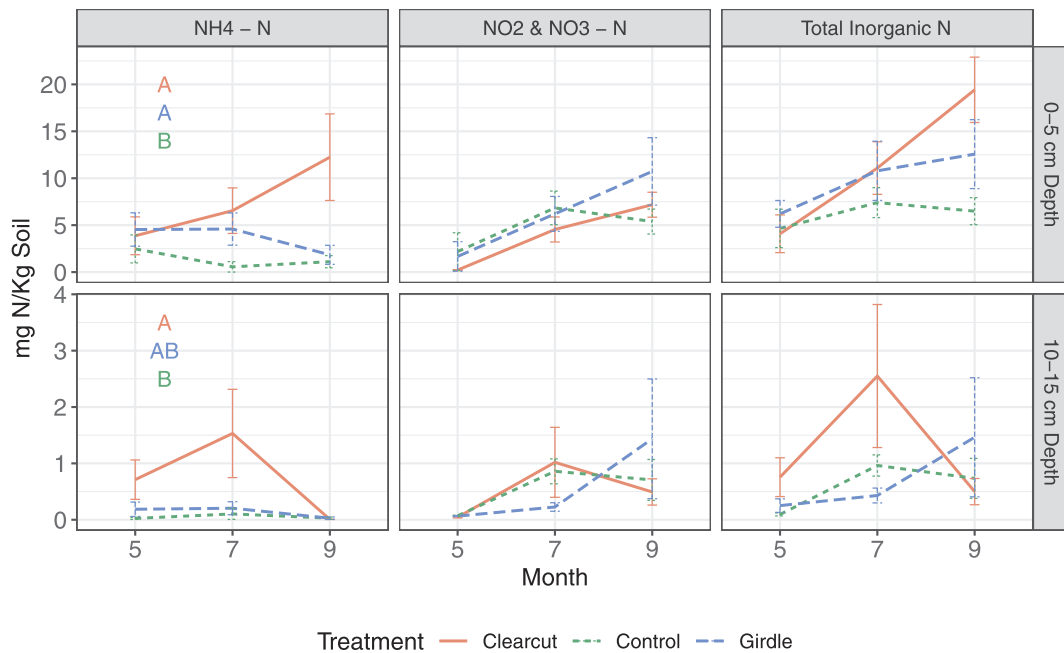 NH4 – N
NO2 & NO3 – N
Total Inorganic N
mg N/Kg Soil
20
15
10
5
0
A
A
B
0–5 cm Depth
4
3
2
1
0
A
AB
B
10–15 cm Depth
5 7 9
5 7 9
5 7 9
Month
Treatment Clearcut Control Girdle